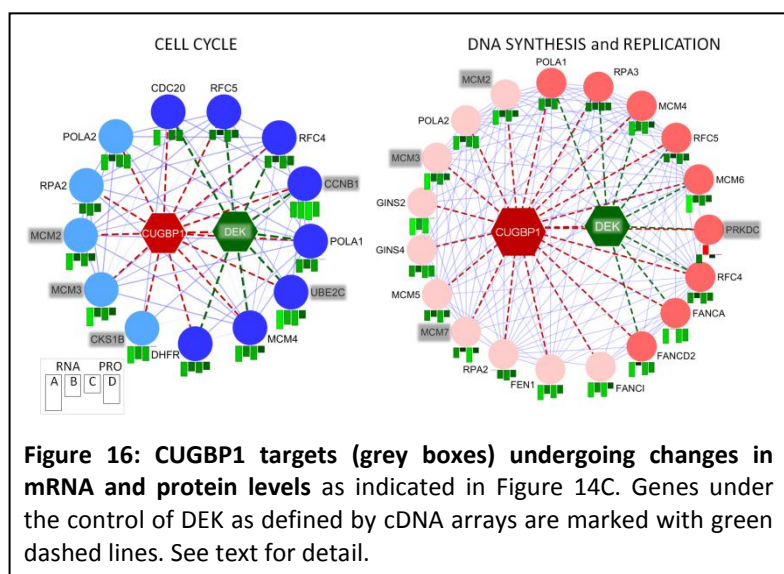 CELL CYCLE
DNA SYNTHESIS and REPLICATION
CDC20
RFC5
POLA2
RFC4
RPA2
CCNB1
MCM2
CUGBP1
DEK
POLA1
MCM3
UBE2C
CKS1B
DHFR
MCM4
RNA PRO
A B C D
MCM2
POLA1
RPA3
POLA2
MCM4
MCM3
RFC5
GINS2
MCM6
CUGBP1
DEK
PRKDC
GINS4
RFC4
MCM5
FANCA
MCM7
FANCD2
RPA2
FEN1
FANCI
Figure 16: CUGBP1 targets (grey boxes) undergoing changes in
mRNA and protein levels as indicated in Figure 14C. Genes under
the control of DEK as defined by cDNA arrays are marked with green
dashed lines. See text for detail.